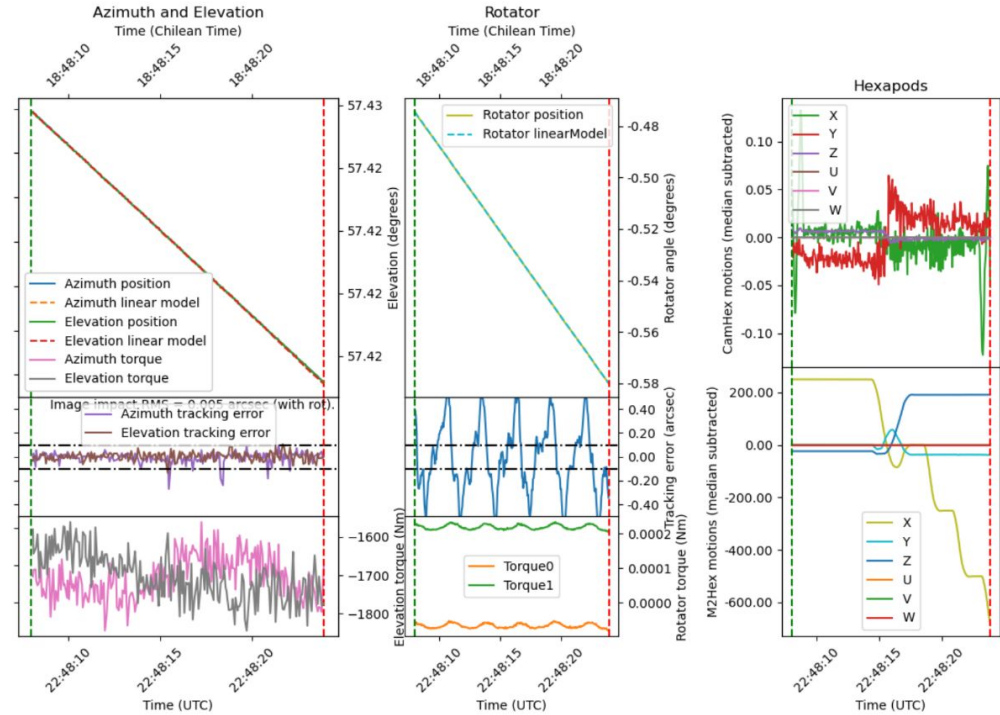 Azimuth and Elevation
Time (Chilean Time)
18:48:10
18:48:15
18:48:20
57.43
57.42
57.42
57.42
57.42
Elevation (degrees)
Azimuth position
Azimuth linear model
Elevation position
Elevation linear model
Azimuth torque
Elevation torque
Image impact RMS = 0.005 arcsec (with rot).
Azimuth tracking error
Elevation tracking error
−1600
−1700
−1800
Elevation torque (Nm)
22:48:10
22:48:15
22:48:20
Time (UTC)
Rotator
Time (Chilean Time)
18:48:10
18:48:15
18:48:20
Rotator position
Rotator linearModel
-0.48
-0.50
-0.52
-0.54
-0.56
-0.58
Rotator angle (degrees)
0.40
0.20
0.00
-0.20
-0.40
Tracking error (arcsec)
Torque0
Torque1
0.0002
0.0001
0.0000
Rotator torque (Nm)
22:48:10
22:48:15
22:48:20
Time (UTC)
Hexapods
CamHex motions (median subtracted)
0.10
0.05
0.00
-0.05
-0.10
X
Y
Z
U
V
W
M2Hex motions (median subtracted)
200.00
0.00
-200.00
-400.00
-600.00
X
Y
Z
U
V
W
22:48:10
22:48:15
22:48:20
Time (UTC)